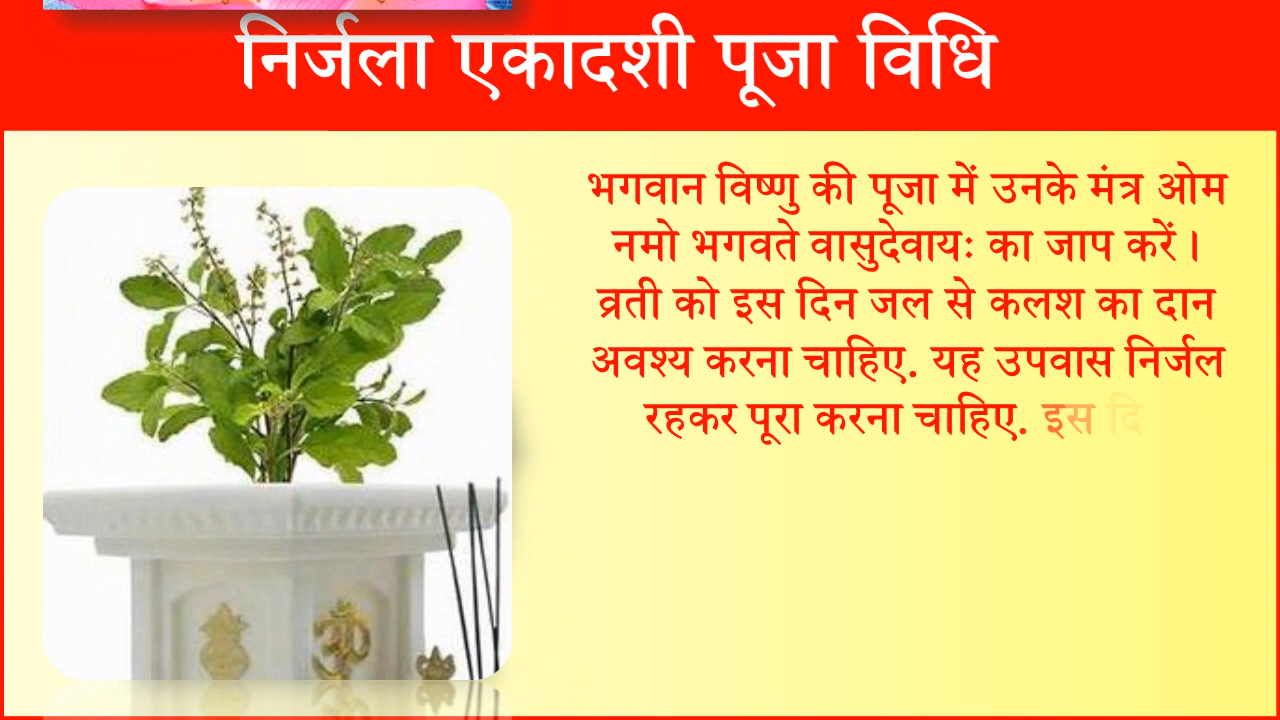 निर्जला एकादशी पूजा विधि
भगवान विष्णु की पूजा में उनके मंत्र ओम
नमो भगवते वासुदेवायः का जाप करें।
व्रती को इस दिन जल से कलश का दान
अवश्य करना चाहिए. यह उपवास निर्जल
रहकर पूरा करना चाहिए. इस दि
ॐ